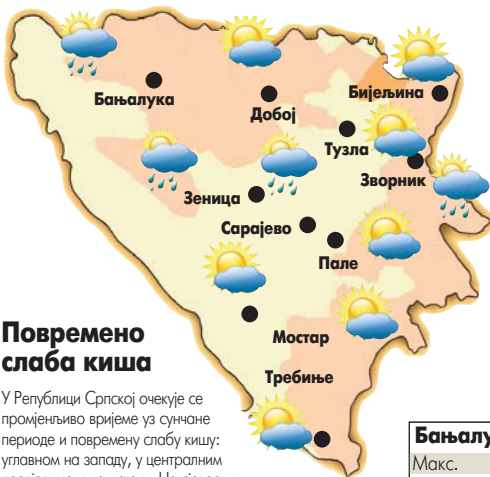 Бањалука
Добој
Бијељина
Тузла
Зворник
Зеница
Сарајево
Пале
Мостар
Требиње
Повремено
слаба киша
У Републици Српској очекује се
промјенљиво вријеме уз сунчане
периоде и повремену слабу кишу:
углавном на западу, у централним
Бањалу
Макс.